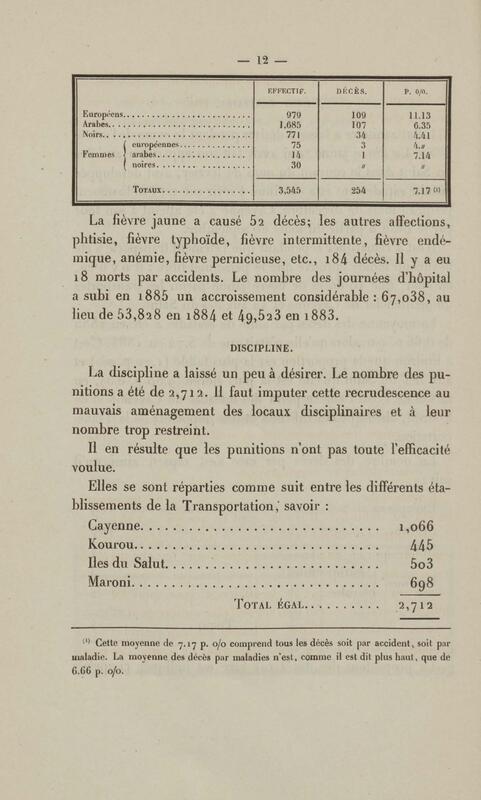 — 12 —
EFFECTIF. DÉCÈS. P. 0/0.
Européens........................ 979 109 11.13
Arabes........................... 1,685 107 6.35
Noirs............................ 771 34 4.41
Femmes { européennes............. 75 3 4.〃
arabes................. 14 1 7.14
noires................. 30 〃 〃
TOTAUX................. 3,545 254 7.17 (1)
La fièvre jaune a causé 52 décès; les autres affections,
phtisie, fièvre typhoïde, fièvre intermittente, fièvre endé-
mique, anémie, fièvre pernicieuse, etc., 184 décès. Il y a eu
18 morts par accidents. Le nombre des journées d'hôpital
a subi en 1885 un accroissement considérable : 67,038, au
lieu de 53,828 en 1884 et 49,523 en 1883.
DISCIPLINE.
La discipline a laissé un peu à désirer. Le nombre des pu-
nitions a été de 2,712. Il faut imputer cette recrudescence au
mauvais aménagement des locaux disciplinaires et à leur
nombre trop restreint.
Il en résulte que les punitions n'ont pas toute l'efficacité
voulue.
Elles se sont réparties comme suit entre les différents éta-
blissements de la Transportation, savoir :
Cayenne.............................. 1,066
Kourou............................... 445
Iles du Salut........................ 503
Maroni............................... 698
TOTAL ÉGAL.......... 2,712
(1) Cette moyenne de 7.17 p. 0/0 comprend tous les décès soit par accident, soit par
maladie. La moyenne des décès par maladies n'est, comme il est dit plus haut, que de
6.66 p. 0/0.